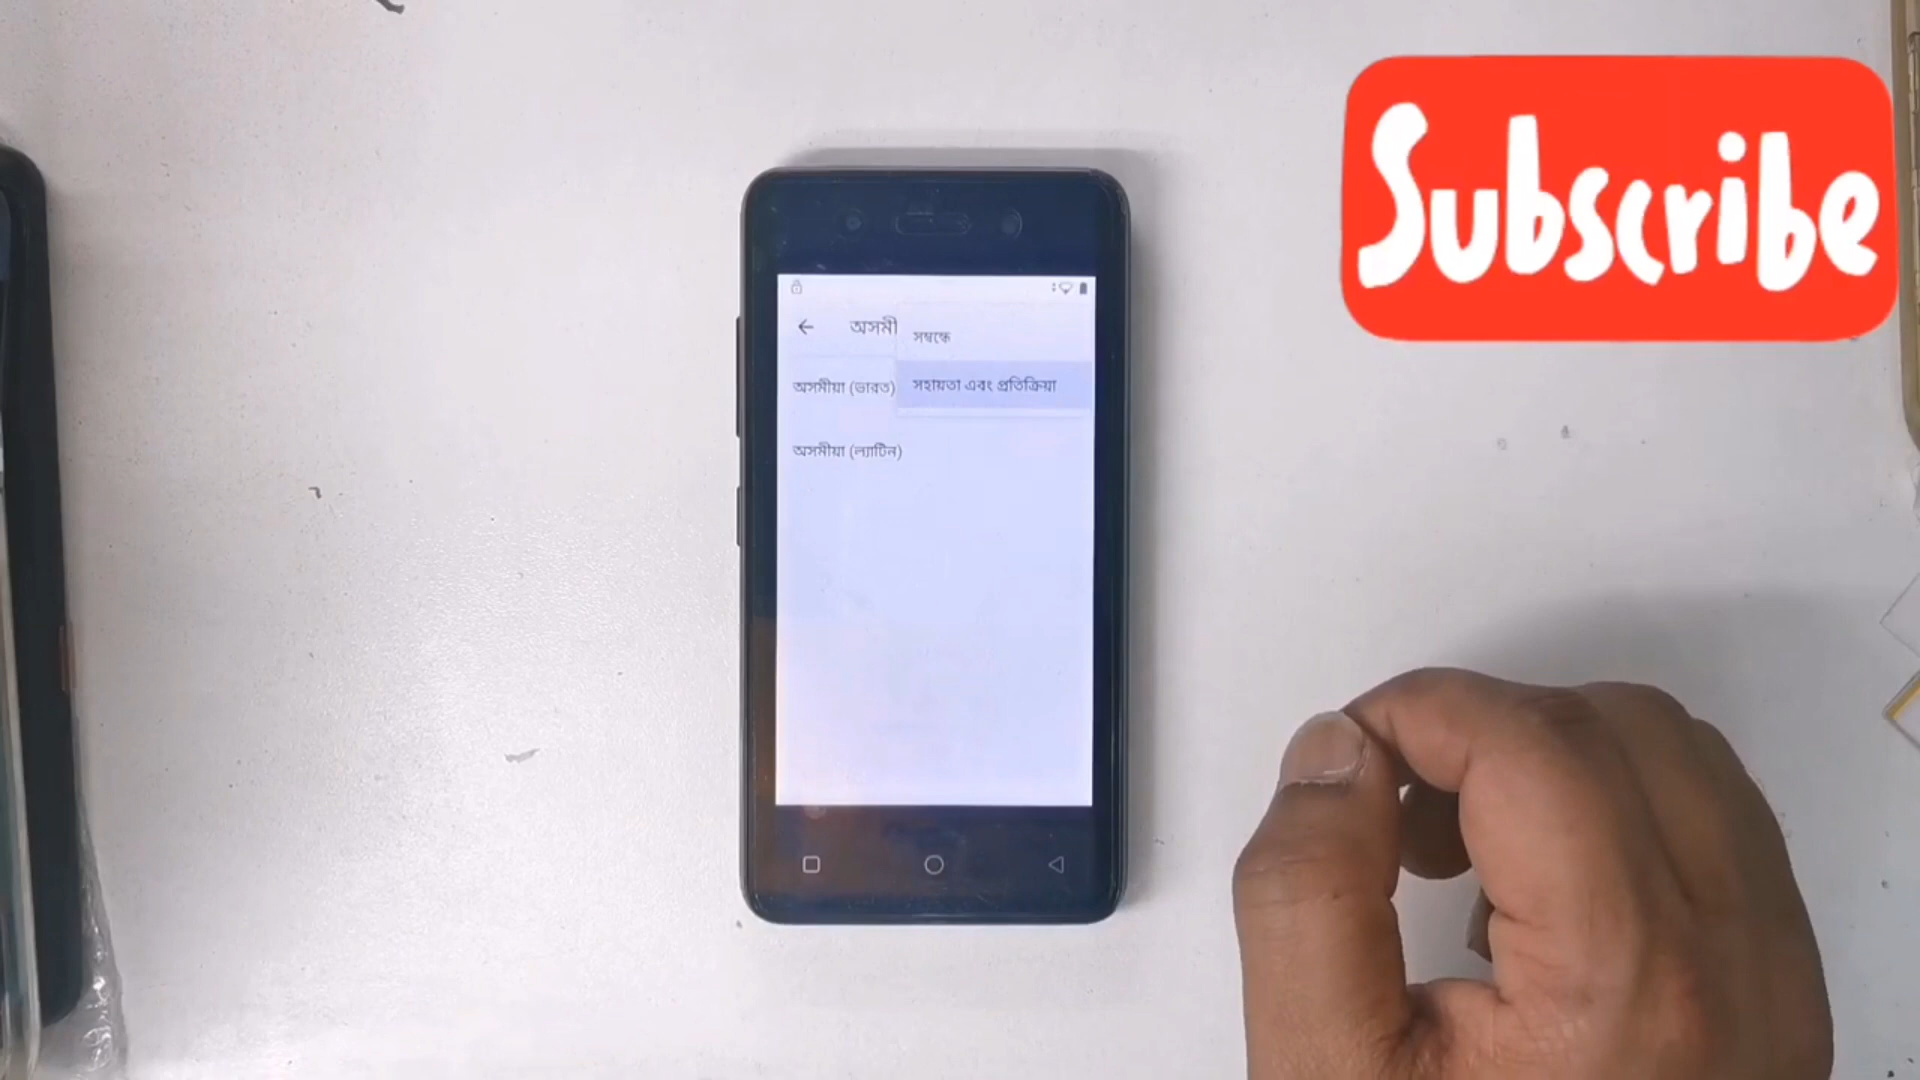 Subscribe
অসমী
সম্বন্ধে
অসমীয়া (ভারত)
সহায়তা এবং প্রতিক্রিয়া
অসমীয়া (ল্যাটিন)